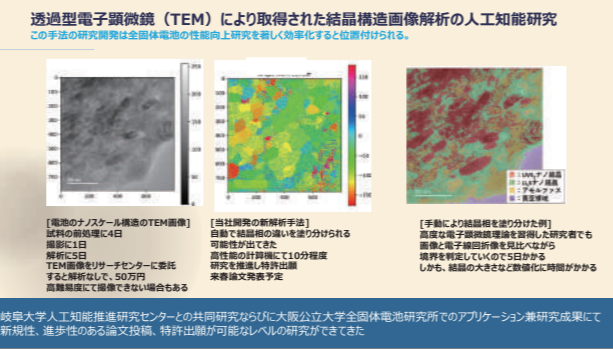 透過型電子顕微鏡（TEM）により取得された結晶構造画像解析の人工知能研究
この手法の研究開発は全固体電池の性能向上研究を著しく効率化すると位置付けられる。
[電池のナノスケール構造のTEM画像]
試料の前処理に4日
撮影に1日
解析に5日
TEM画像をリサーチセンターに委託
すると解析なしで、50万円
高難易度にて撮像できない場合もある
[当社開発の新解析手法]
自動で結晶相の違いを塗り分けられる
可能性が出てきた
高性能の計算機にて10分程度
研究を推進し特許出願
来春論文発表予定
:アモルファス
:真空領域
[手動により結晶相を塗り分けた例]
高度な電子顕微鏡理論を習得した研究者でも
画像と電子線回折像を見比べながら
境界を判定していくので5日かかる
しかも、結晶の大きさなど数値化に時間がかかる
岐阜大学人工知能推進研究センターとの共同研究ならびに大阪公立大学全固体電池研究所でのアプリケーション兼研究成果にて
新規性、進歩性のある論文投稿、特許出願が可能なレベルの研究ができてきた